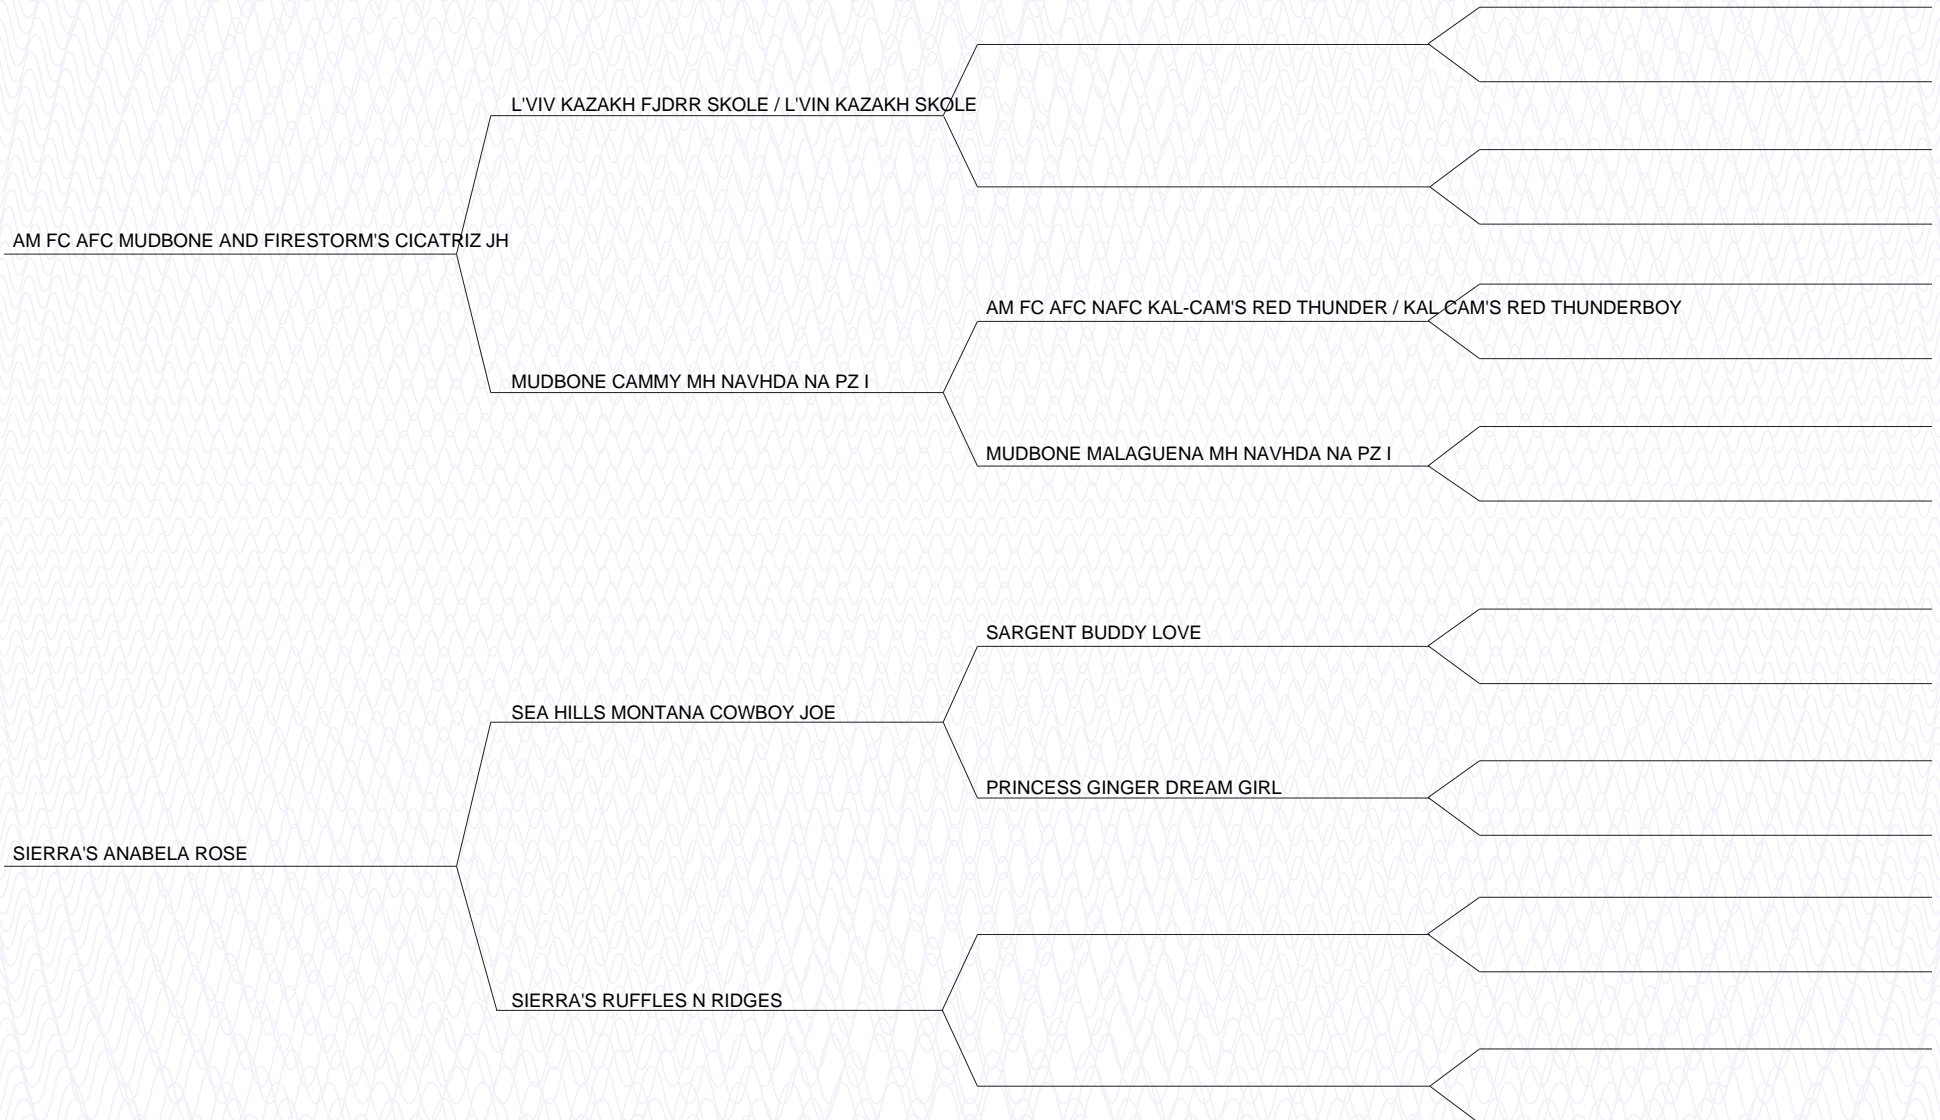 L'VIV KAZAKH FJDRR SKOLE / L'VIN KAZAKH SKOLE
AM FC AFC MUDBONE AND FIRESTORM'S CICATRIZ JH
AM FC AFC NAFC KAL-CAM'S RED THUNDER / KAL CAM'S RED THUNDERBOY
MUDBONE CAMMY MH NAVHDA NA PZ I
MUDBONE MALAGUENA MH NAVHDA NA PZ I
SARGENT BUDDY LOVE
SEA HILLS MONTANA COWBOY JOE
PRINCESS GINGER DREAM GIRL
SIERRA'S ANABELA ROSE
SIERRA'S RUFFLES N RIDGES